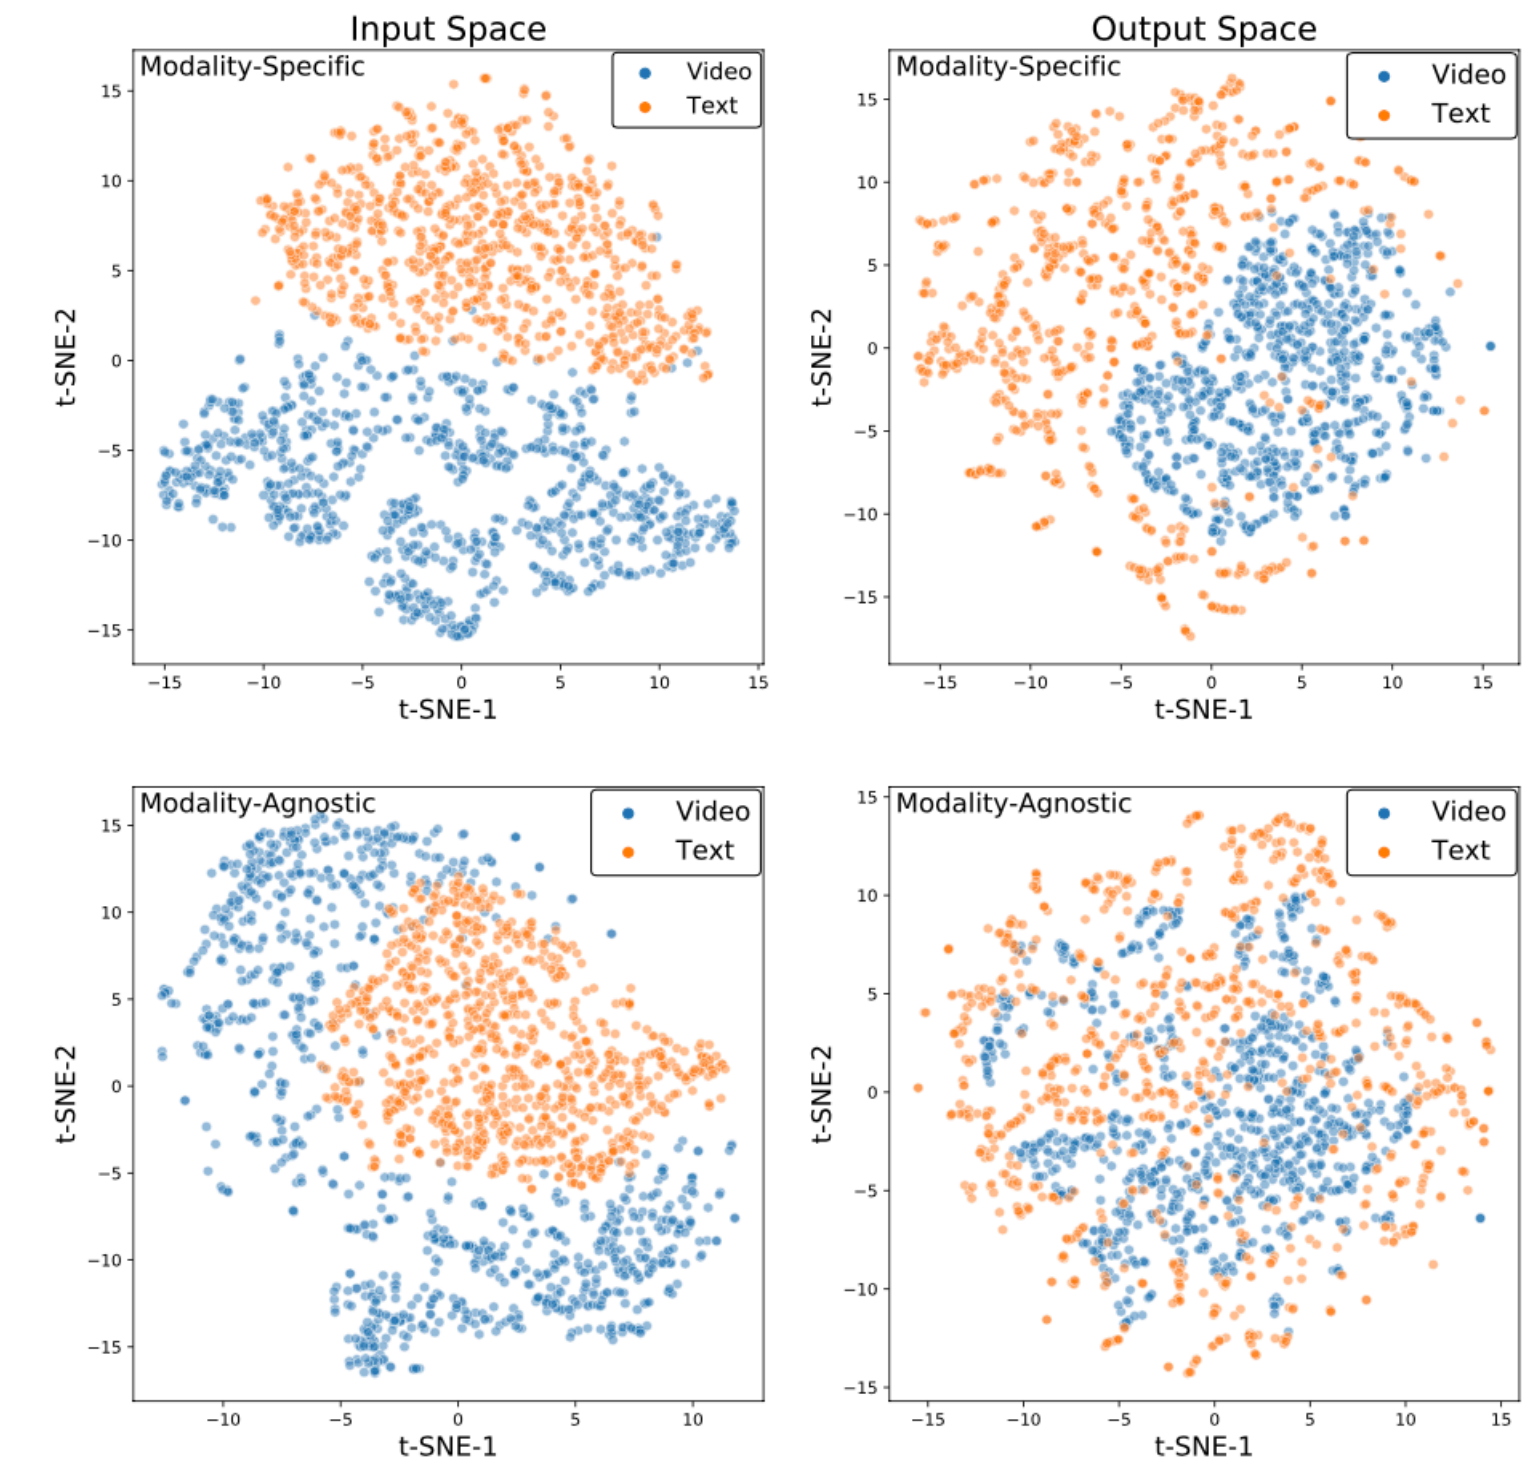 Input Space
Modality-Specific
Video
Text
15
10
5
0
−5
−10
−15
t-SNE-2
−15 −10 −5 0 5 10 15
t-SNE-1
Output Space
Modality-Specific
Video
Text
15
10
5
0
−5
−10
−15
t-SNE-2
−15 −10 −5 0 5 10 15
t-SNE-1
Modality-Agnostic
Video
Text
15
10
5
0
−5
−10
−15
t-SNE-2
−10 −5 0 5 10
t-SNE-1
Modality-Agnostic
Video
Text
15
10
5
0
−5
−10
−15
t-SNE-2
−15 −10 −5 0 5 10 15
t-SNE-1